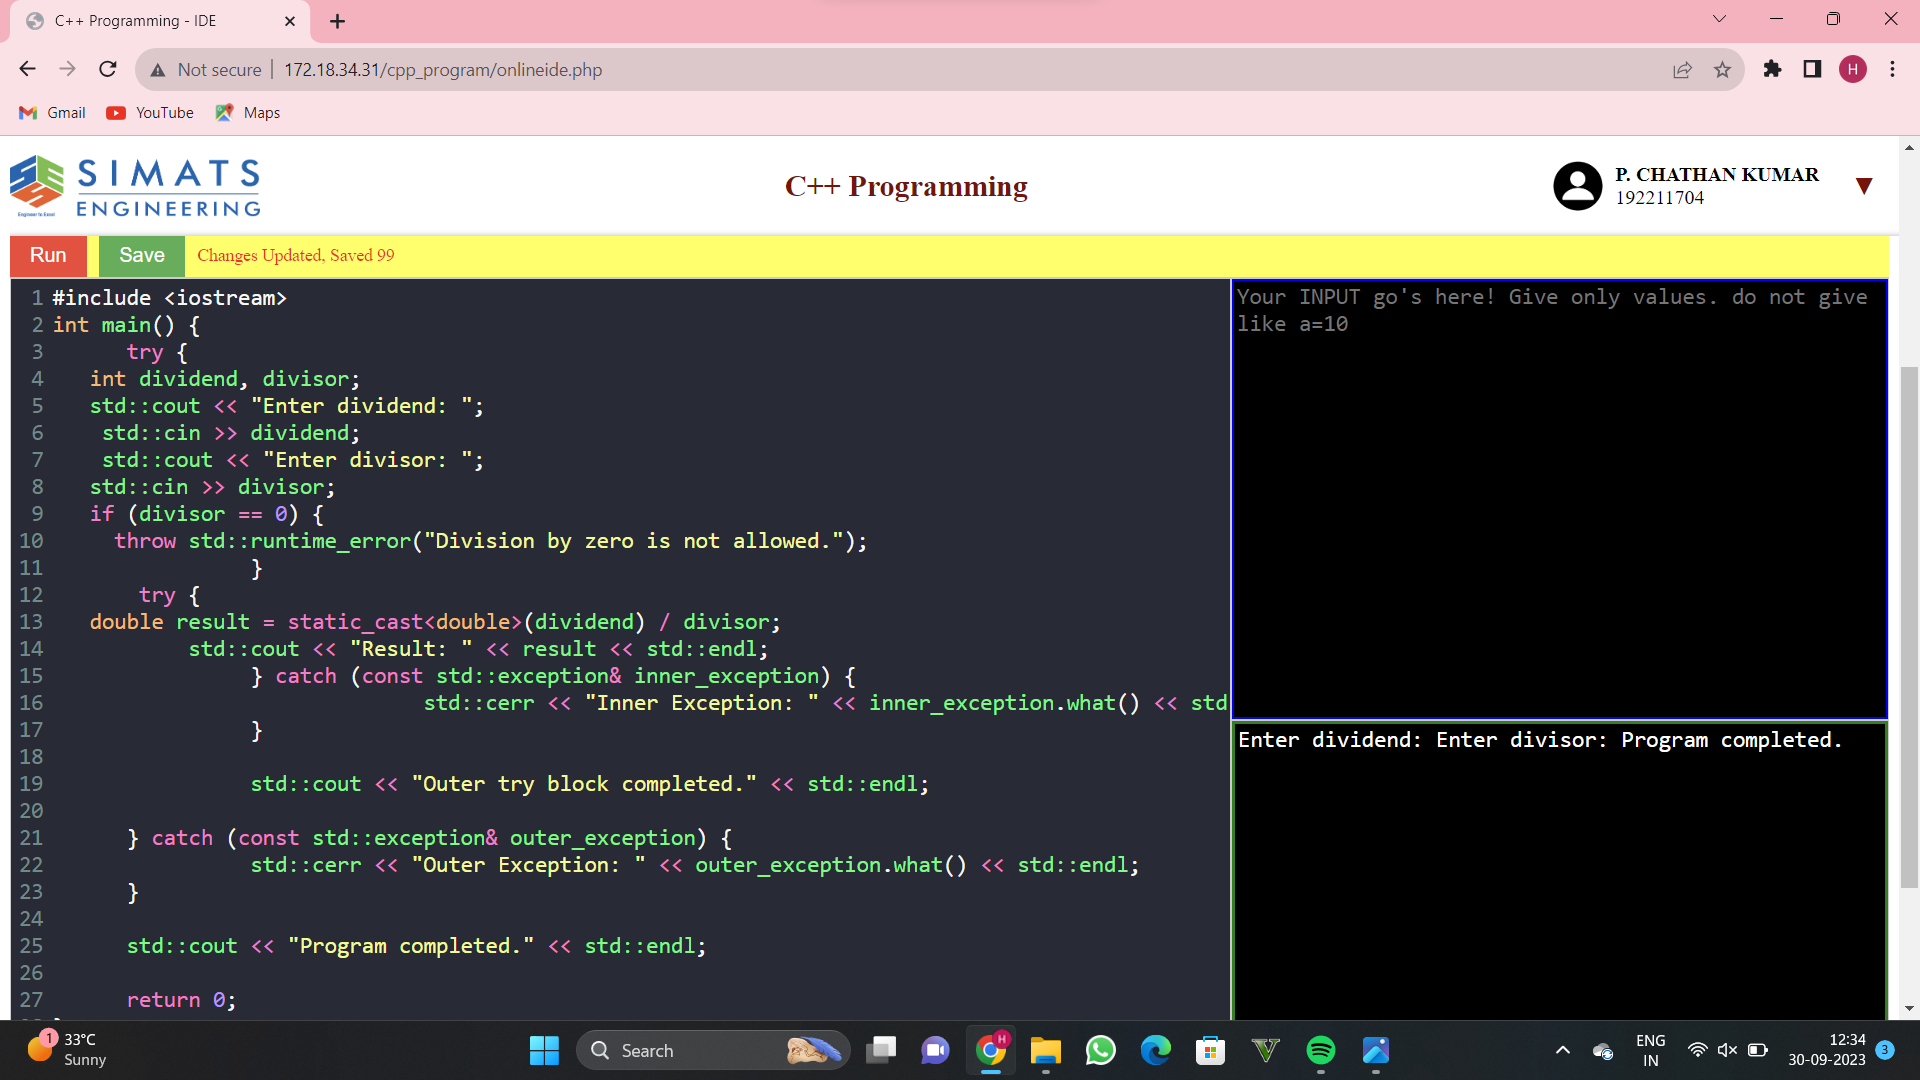 C++ Programming - IDE
Not secure | 172.18.34.31/cpp_program/onlineide.php
H
Gmail YouTube Maps
SIMATS
ENGINEERING
Engineer to Excel
C++ Programming
P. CHATHAN KUMAR
192211704
Run Save Changes Updated, Saved 99
1 #include <iostream>
2 int main() {
3 try {
4 int dividend, divisor;
5 std::cout << "Enter dividend: ";
6 std::cin >> dividend;
7 std::cout << "Enter divisor: ";
8 std::cin >> divisor;
9 if (divisor == 0) {
10 throw std::runtime_error("Division by zero is not allowed.");
11 }
12 try {
13 double result = static_cast<double>(dividend) / divisor;
14 std::cout << "Result: " << result << std::endl;
15 } catch (const std::exception& inner_exception) {
16 std::cerr << "Inner Exception: " << inner_exception.what() << std
17 }
18
19 std::cout << "Outer try block completed." << std::endl;
20
21 } catch (const std::exception& outer_exception) {
22 std::cerr << "Outer Exception: " << outer_exception.what() << std::endl;
23 }
24
25 std::cout << "Program completed." << std::endl;
26
27 return 0;
Your INPUT go's here! Give only values. do not give
like a=10
Enter dividend: Enter divisor: Program completed.
1
33°C
Sunny
Search
H
ENG
IN
12:34
30-09-2023
3